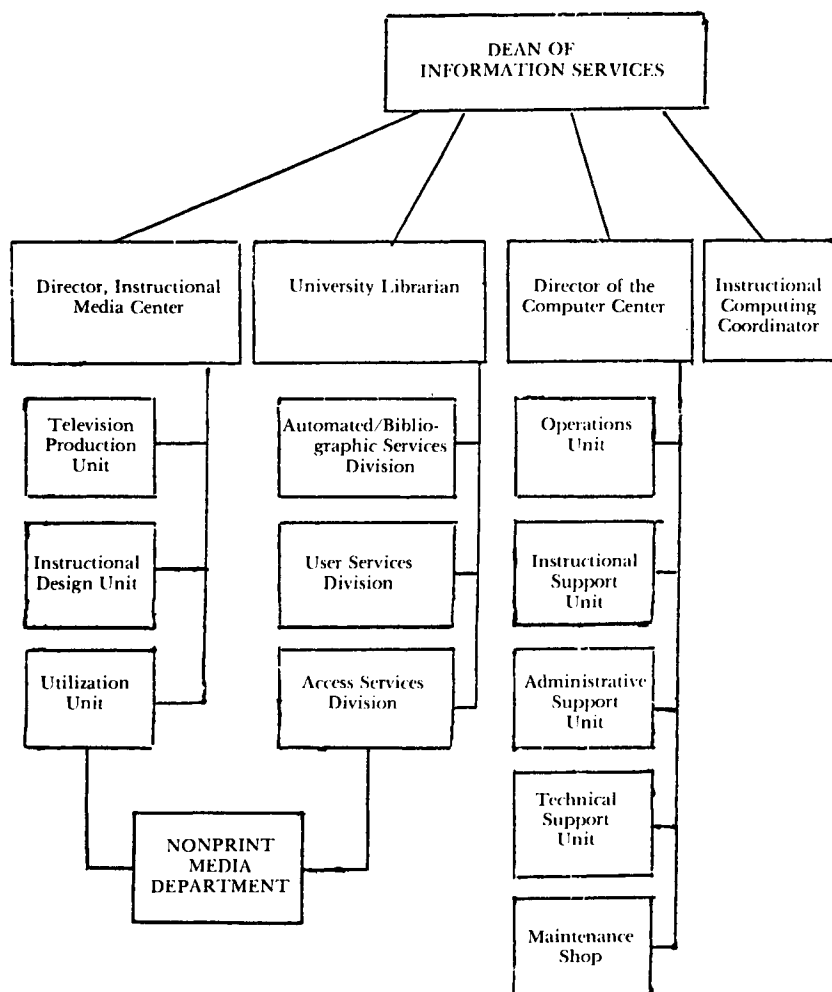 DEAN OF
INFORMATION SERVICES
Director, Instructional
Media Center
University Librarian
Director of the
Computer Center
Instructional
Computing
Coordinator
Television
Production
Unit
Automated/Biblio-
graphic Services
Division
Operations
Unit
Instructional
Design Unit
User Services
Division
Instructional
Support
Unit
Utilization
Unit
Access Services
Division
Administrative
Support
Unit
NONPRINT
MEDIA
DEPARTMENT
Technical
Support
Unit
Maintenance
Shop